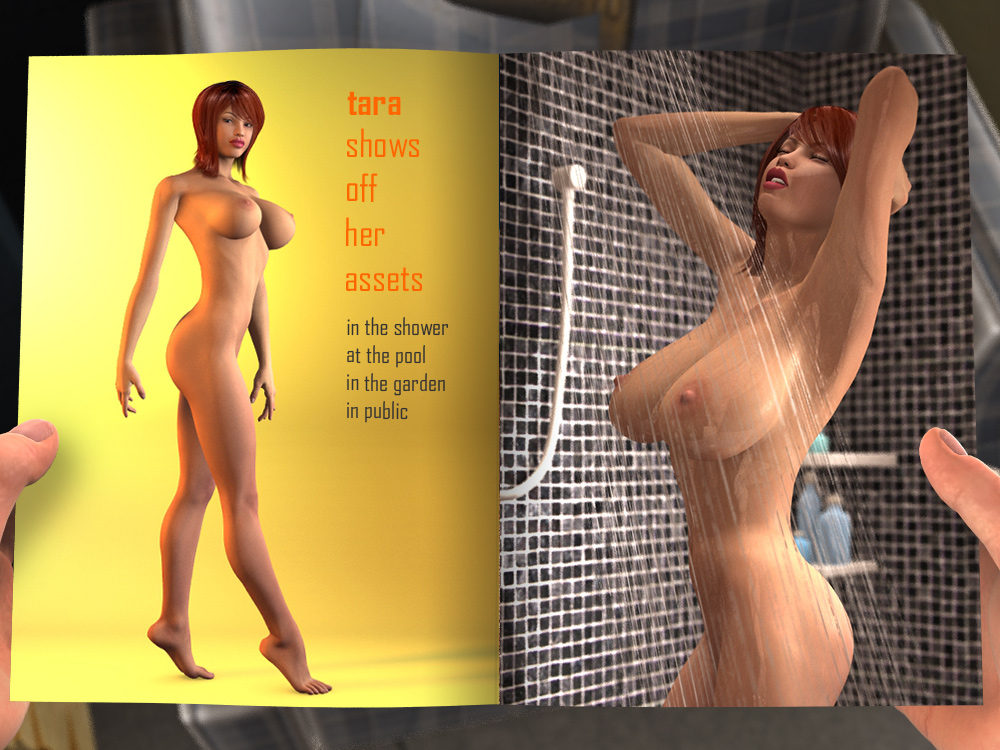 tara
shows
off
her
assets
in the shower
at the pool
in the garden
in public